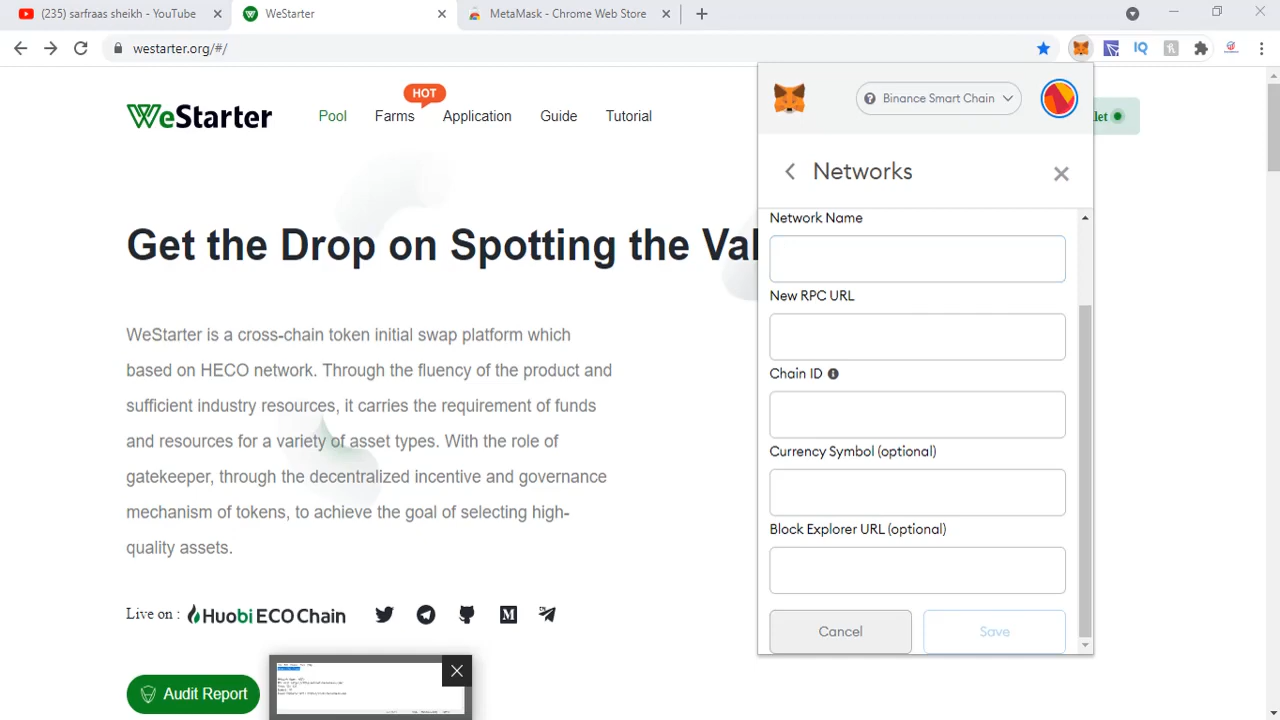 (235) sarfraas sheikh - YouTube
WeStarter
MetaMask - Chrome Web Store
westarter.org/#/
IQ
WeStarter
Pool
HOT
Farms
Application
Guide
Tutorial
Get the Drop on Spotting the Val
WeStarter is a cross-chain token initial swap platform which
based on HECO network. Through the fluency of the product and
sufficient industry resources, it carries the requirement of funds
and resources for a variety of asset types. With the role of
gatekeeper, through the decentralized incentive and governance
mechanism of tokens, to achieve the goal of selecting high-
quality assets.
Live on :
Huobi ECO Chain
Audit Report
Binance Smart Chain
let
Networks
Network Name
New RPC URL
Chain ID
Currency Symbol (optional)
Block Explorer URL (optional)
Cancel
Save